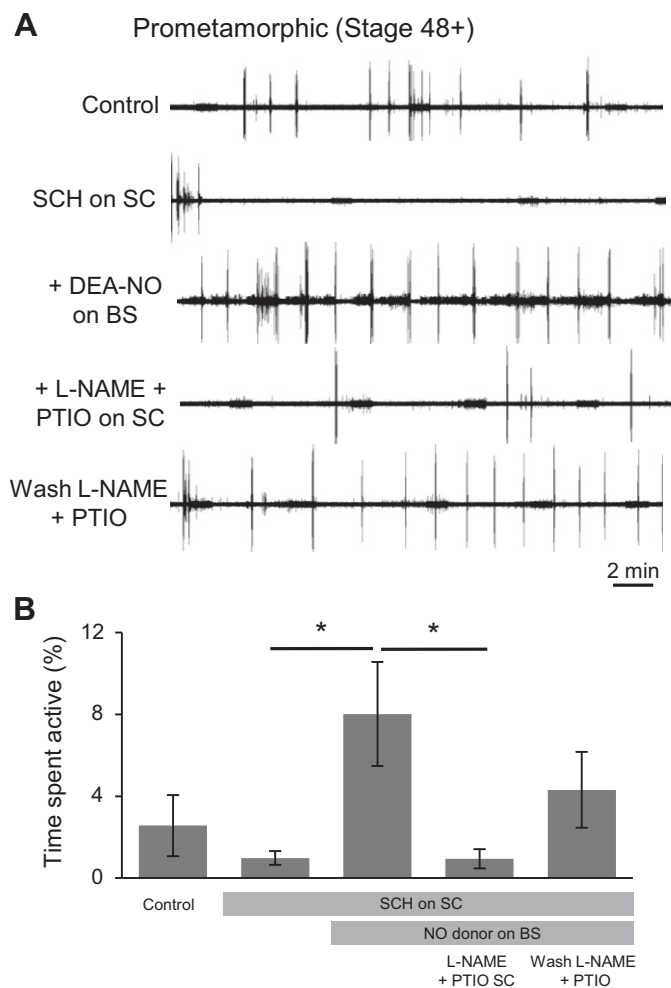 A
Prometamorphic (Stage 48+)
Control
SCH on SC
+ DEA-NO
on BS
+ L-NAME +
PTIO on SC
Wash L-NAME
+ PTIO
2 min
B
Time spent active (%)
12
8
4
0
*
*
Control
SCH on SC
NO donor on BS
L-NAME
+ PTIO SC
Wash L-NAME
+ PTIO